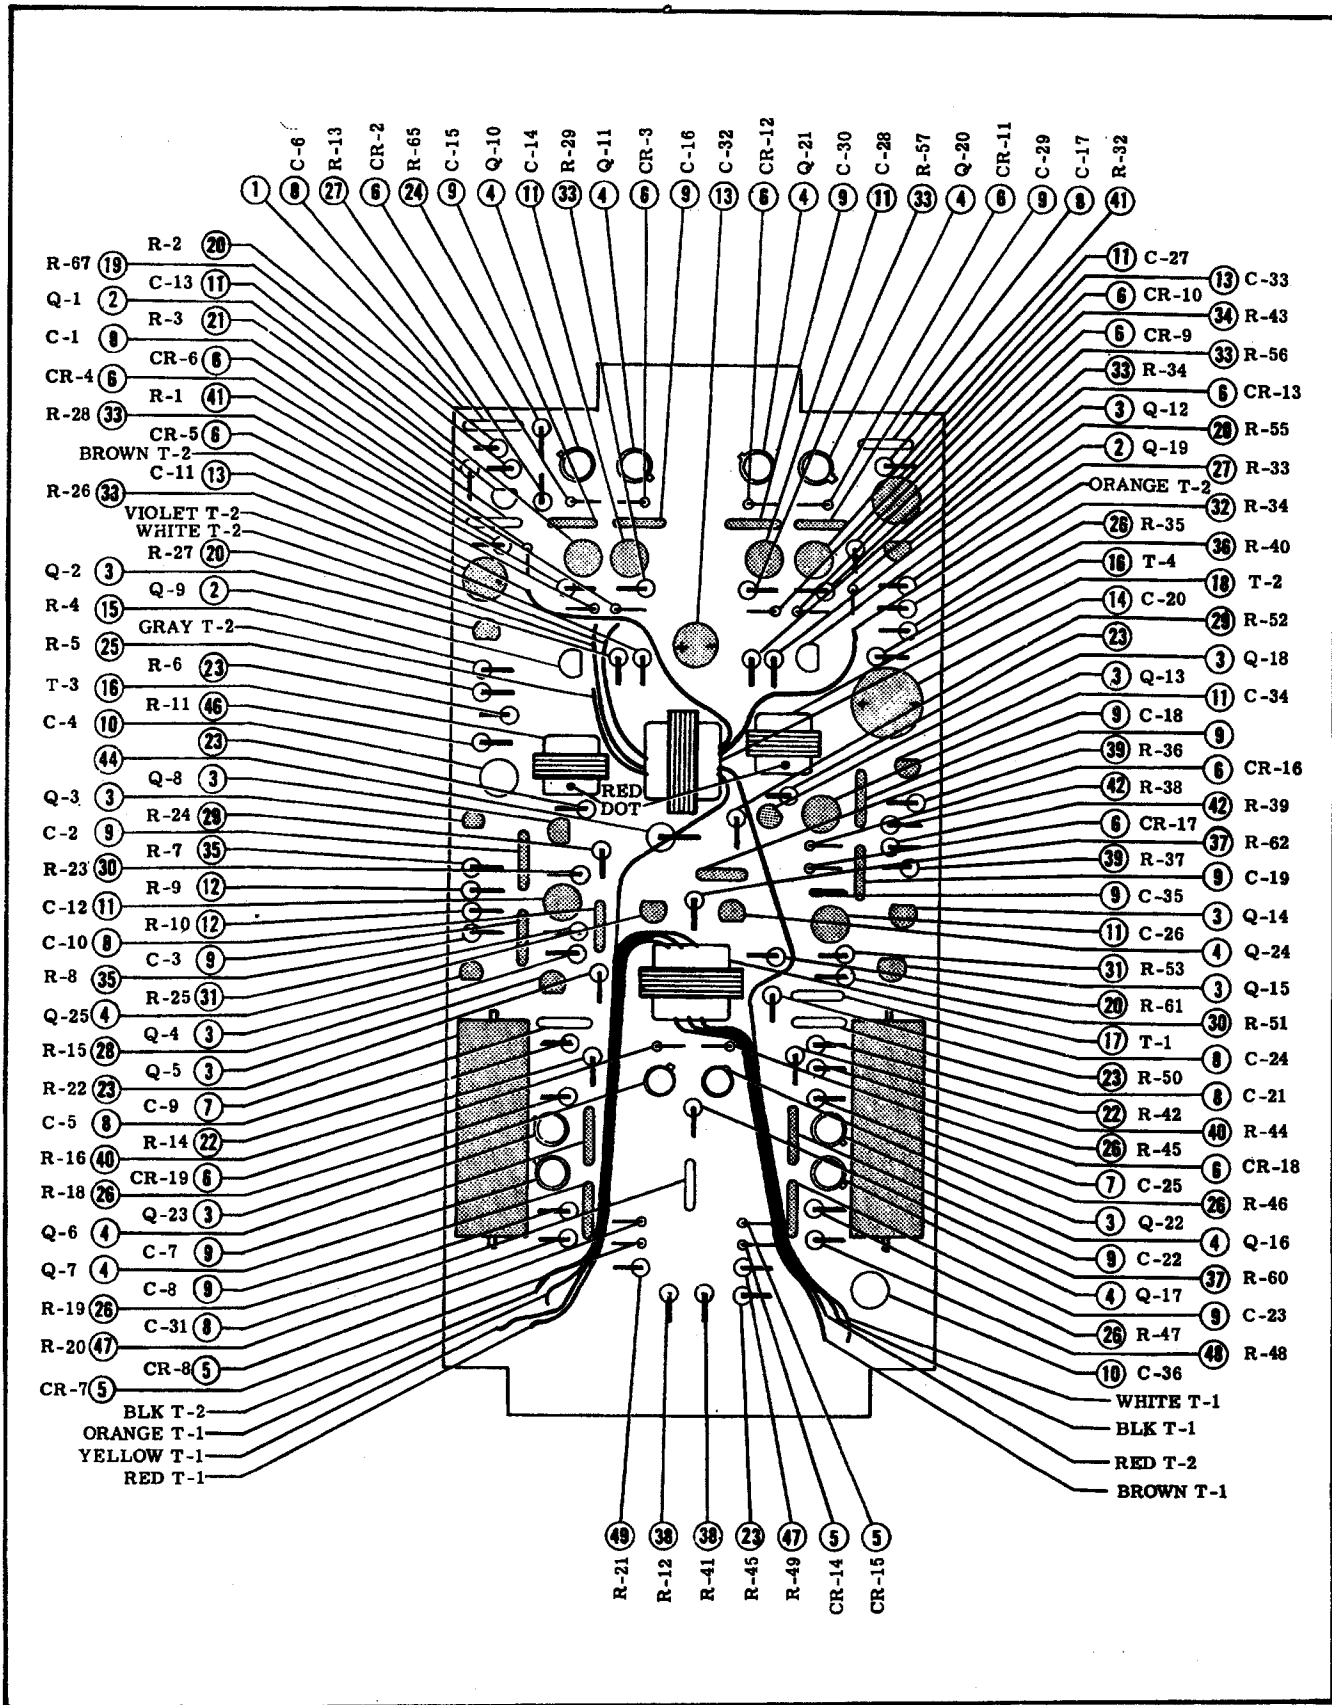 C-6
R-13
CR-2
R-65
C-15
Q-10
C-14
R-29
Q-11
CR-3
C-16
C-32
CR-12
Q-21
C-30
C-28
R-57
Q-20
CR-11
C-29
C-17
R-32
1 8 27 6 24 9 4 11 33 4 6 9 13 6 4 9 11 33 4 6 9 8 41
R-2 20
R-67 19
C-13 11
Q-1 2
R-3 21
C-1 8
CR-6 6
CR-4 6
R-1 41
R-28 33
CR-5 6
BROWN T-2
C-11 13
R-26 33
VIOLET T-2
WHITE T-2
R-27 20
Q-2 3
Q-9 2
R-4 15
GRAY T-2
R-5 25
R-6 23
T-3 16
R-11 46
C-4 10
23
44
Q-8 3
Q-3 3
R-24 29
C-2 9
R-7 35
R-23 30
R-9 12
C-12 11
R-10 12
C-10 8
C-3 9
R-8 35
R-25 31
Q-25 4
Q-4 3
R-15 28
Q-5 3
R-22 23
C-9 7
C-5 8
R-14 22
R-16 40
CR-19 6
R-18 26
Q-23 3
Q-6 4
C-7 9
Q-7 4
C-8 9
R-19 26
C-31 8
R-20 47
CR-8 5
CR-7 5
BLK T-2
ORANGE T-1
YELLOW T-1
RED T-1
RED
DOT
11 C-27
13 C-33
6 CR-10
34 R-43
6 CR-9
33 R-56
33 R-34
6 CR-13
3 Q-12
28 R-55
2 Q-19
27 R-33
ORANGE T-2
32 R-34
26 R-35
36 R-40
16 T-4
18 T-2
14 C-20
29 R-52
23
3 Q-18
3 Q-13
11 C-34
9 C-18
9
39 R-36
6 CR-16
42 R-38
42 R-39
6 CR-17
37 R-62
39 R-37
9 C-19
9 C-35
3 Q-14
11 C-26
4 Q-24
31 R-53
3 Q-15
20 R-61
30 R-51
17 T-1
8 C-24
23 R-50
8 C-21
22 R-42
40 R-44
26 R-45
6 CR-18
7 C-25
26 R-46
3 Q-22
4 Q-16
9 C-22
37 R-60
4 Q-17
9 C-23
26 R-47
48 R-48
10 C-36
WHITE T-1
BLK T-1
RED T-2
BROWN T-1
49 38 38 23 47 5 5
R-21
R-12
R-41
R-45
R-49
CR-14
CR-15